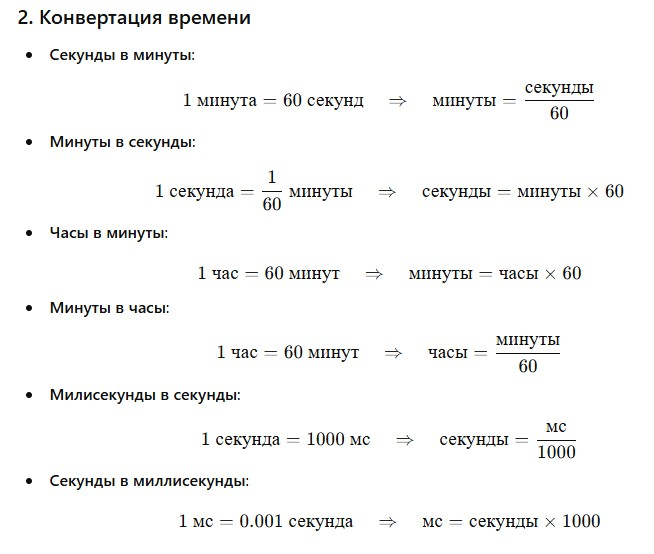 2. Конвертация времени
• Секунды в минуты:
1 минута = 60 секунд ⇒ минуты = секунды / 60
• Минуты в секунды:
1 секунда = 1/60 минуты ⇒ секунды = минуты × 60
• Часы в минуты:
1 час = 60 минут ⇒ минуты = часы × 60
• Минуты в часы:
1 час = 60 минут ⇒ часы = минуты / 60
• Милисекунды в секунды:
1 секунда = 1000 мс ⇒ секунды = мс / 1000
• Секунды в миллисекунды:
1 мс = 0.001 секунда ⇒ мс = секунды × 1000